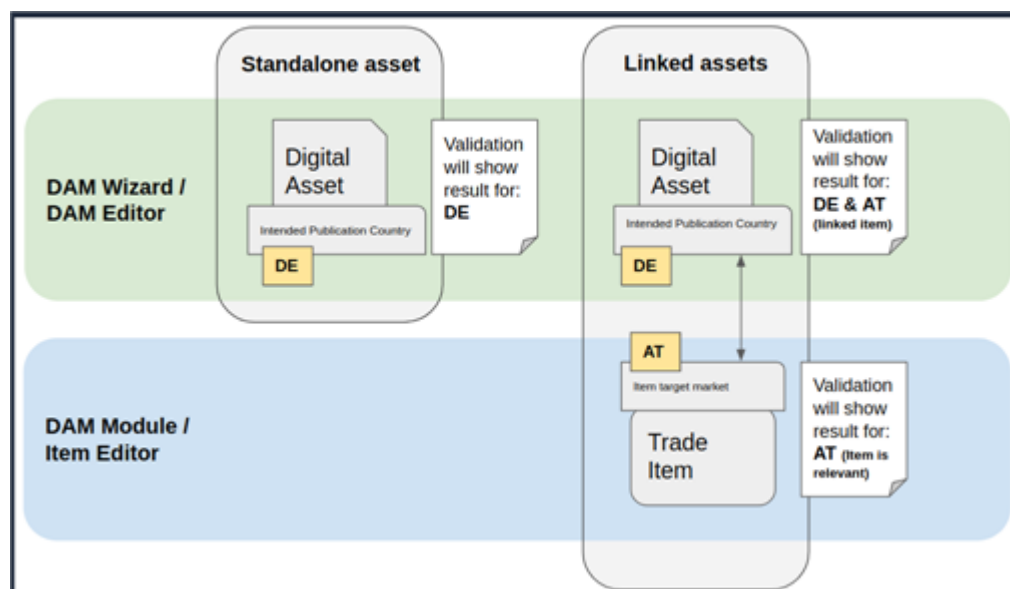 Standalone asset
Linked assets
DAM Wizard /
DAM Editor
Digital
Asset
Intended Publication Country
DE
Validation
will show
result for:
DE
Digital
Asset
Intended Publication Country
DE
Validation
will show
result for:
DE & AT
(linked item)
DAM Module /
Item Editor
AT
Item target market
Trade
Item
Validation
will show
result for:
AT (Item is
relevant)